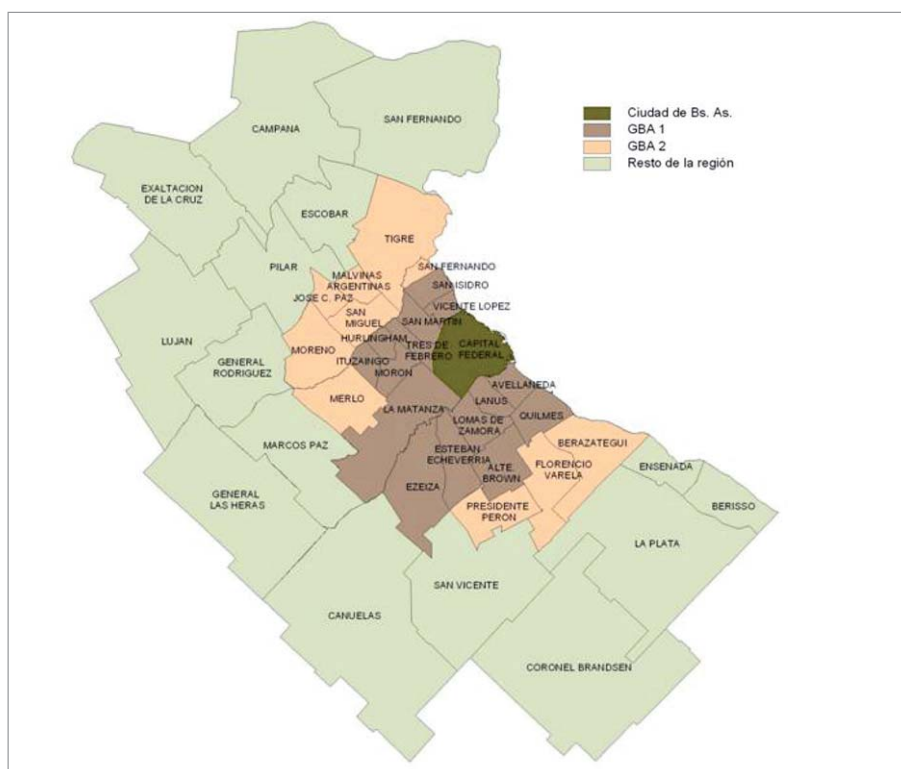 Ciudad de Bs. As.
GBA 1
GBA 2
Resto de la región
SAN FERNANDO
CAMPANA
EXALTACION
DE LA CRUZ
ESCOBAR
TIGRE
PILAR
SAN FERNANDO
MALVINAS
ARGENTINAS
SAN ISIDRO
JOSE C. PAZ
VICENTE LOPEZ
SAN
MIGUEL
SAN MARTIN
HURLINGHAM
LUJAN
MORENO
TRES DE
FEBRERO
CAPITAL
FEDERAL
ITUZAINGO
GENERAL
RODRIGUEZ
MORON
AVELLANEDA
MERLO
LANUS
LA MATANZA
QUILMES
LOMAS DE
ZAMORA
MARCOS PAZ
BERAZATEGUI
ESTEBAN
ECHEVERRIA
ALTE.
BROWN
FLORENCIO
VARELA
ENSENADA
EZEIZA
GENERAL
LAS HERAS
BERISSO
PRESIDENTE
PERON
LA PLATA
SAN VICENTE
CANUELAS
CORONEL BRANDSEN